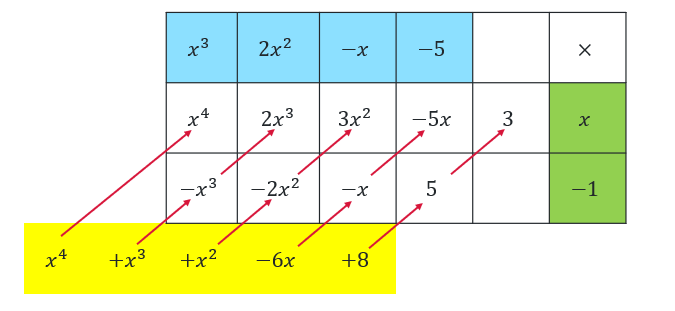 x³ 2x² −x −5 ×
x⁴ 2x³ 3x² −5x 3 x
−x³ −2x² −x 5 −1
x⁴ +x³ +x² −6x +8